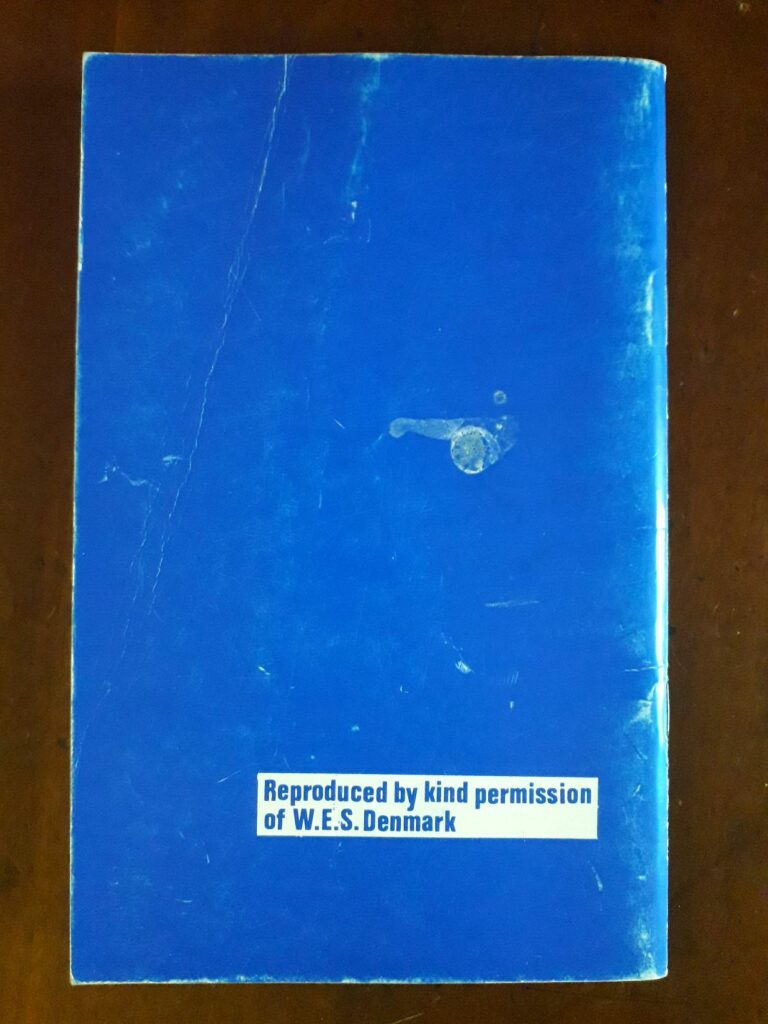 Reproduced by kind permission
of W.E.S. Denmark